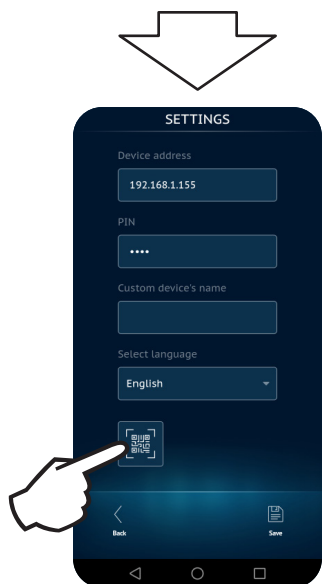 SETTINGS
Device address
192.168.1.155
PIN
••••
Custom device's name
Select language
English
Back
Save